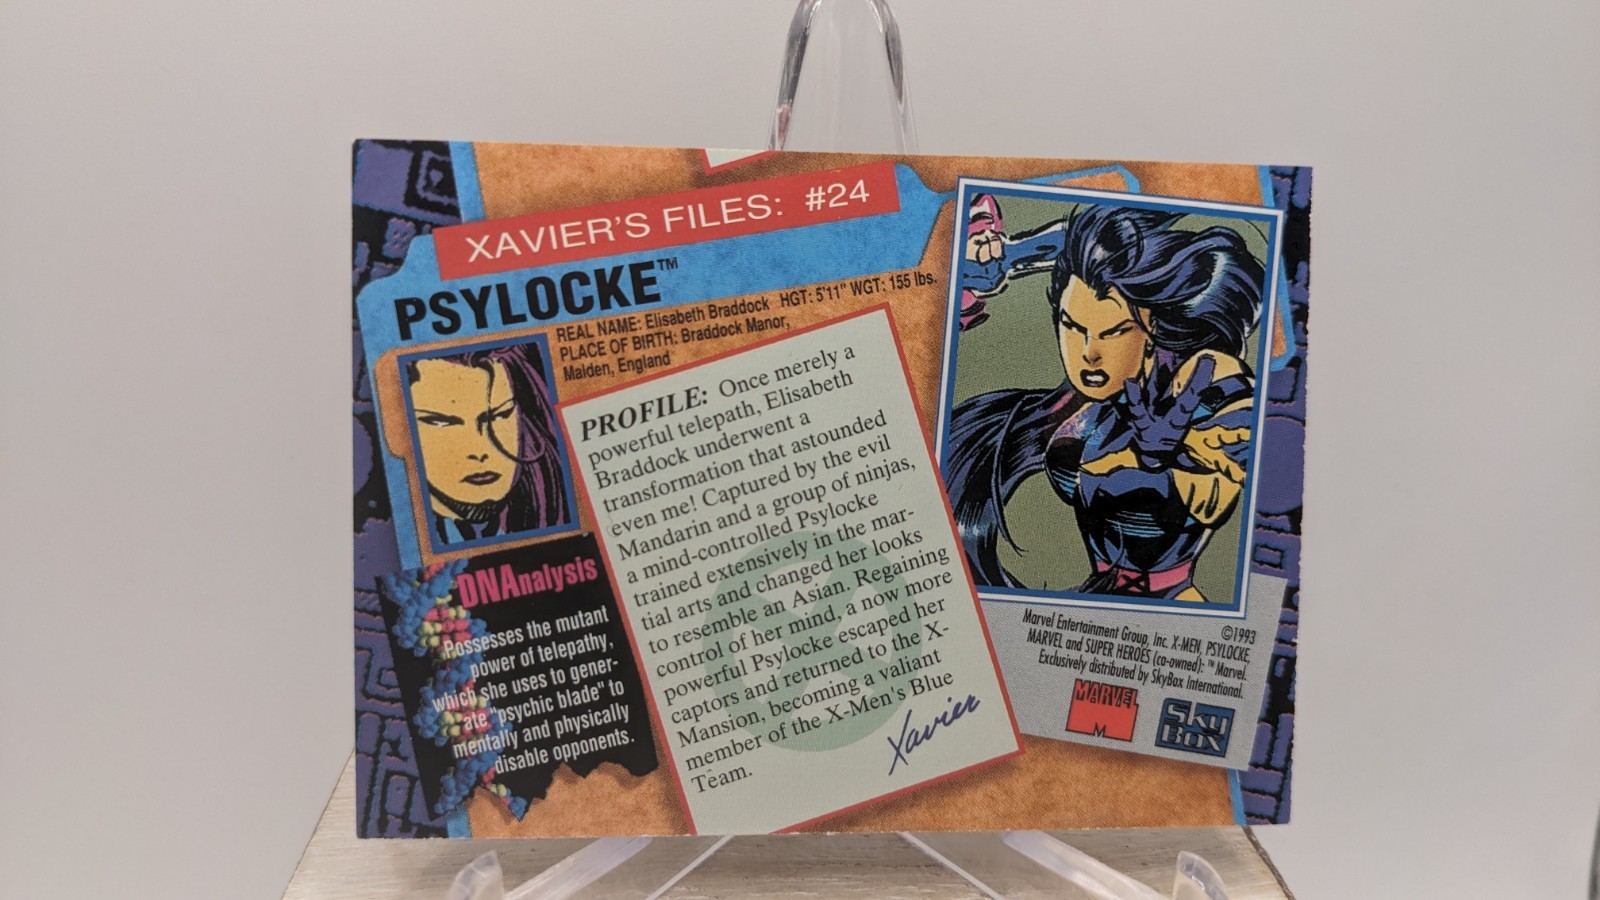 XAVIER'S FILES: #24
PSYLOCKE™
REAL NAME: Elisabeth Braddock HGT: 5'11" WGT: 155 lbs.
PLACE OF BIRTH: Braddock Manor,
Malden, England
PROFILE: Once merely a
powerful telepath, Elisabeth
Braddock underwent a
transformation that astounded
even me! Captured by the evil
Mandarin and a group of ninjas,
a mind-controlled Psylocke
trained extensively in the mar-
tial arts and changed her looks
to resemble an Asian. Regaining
control of her mind, a now more
powerful Psylocke escaped her
captors and returned to the X-
Mansion, becoming a valiant
member of the X-Men's Blue
Team.
Xavier
DNAnalysis
Possesses the mutant
power of telepathy,
which she uses to gener-
ate "psychic blade" to
mentally and physically
disable opponents.
©1993
Marvel Entertainment Group, Inc. X-MEN, PSYLOCKE,
MARVEL and SUPER HEROES (co-owned): ™ Marvel.
Exclusively distributed by SkyBox International.
MARVEL
M
SKY
BOX